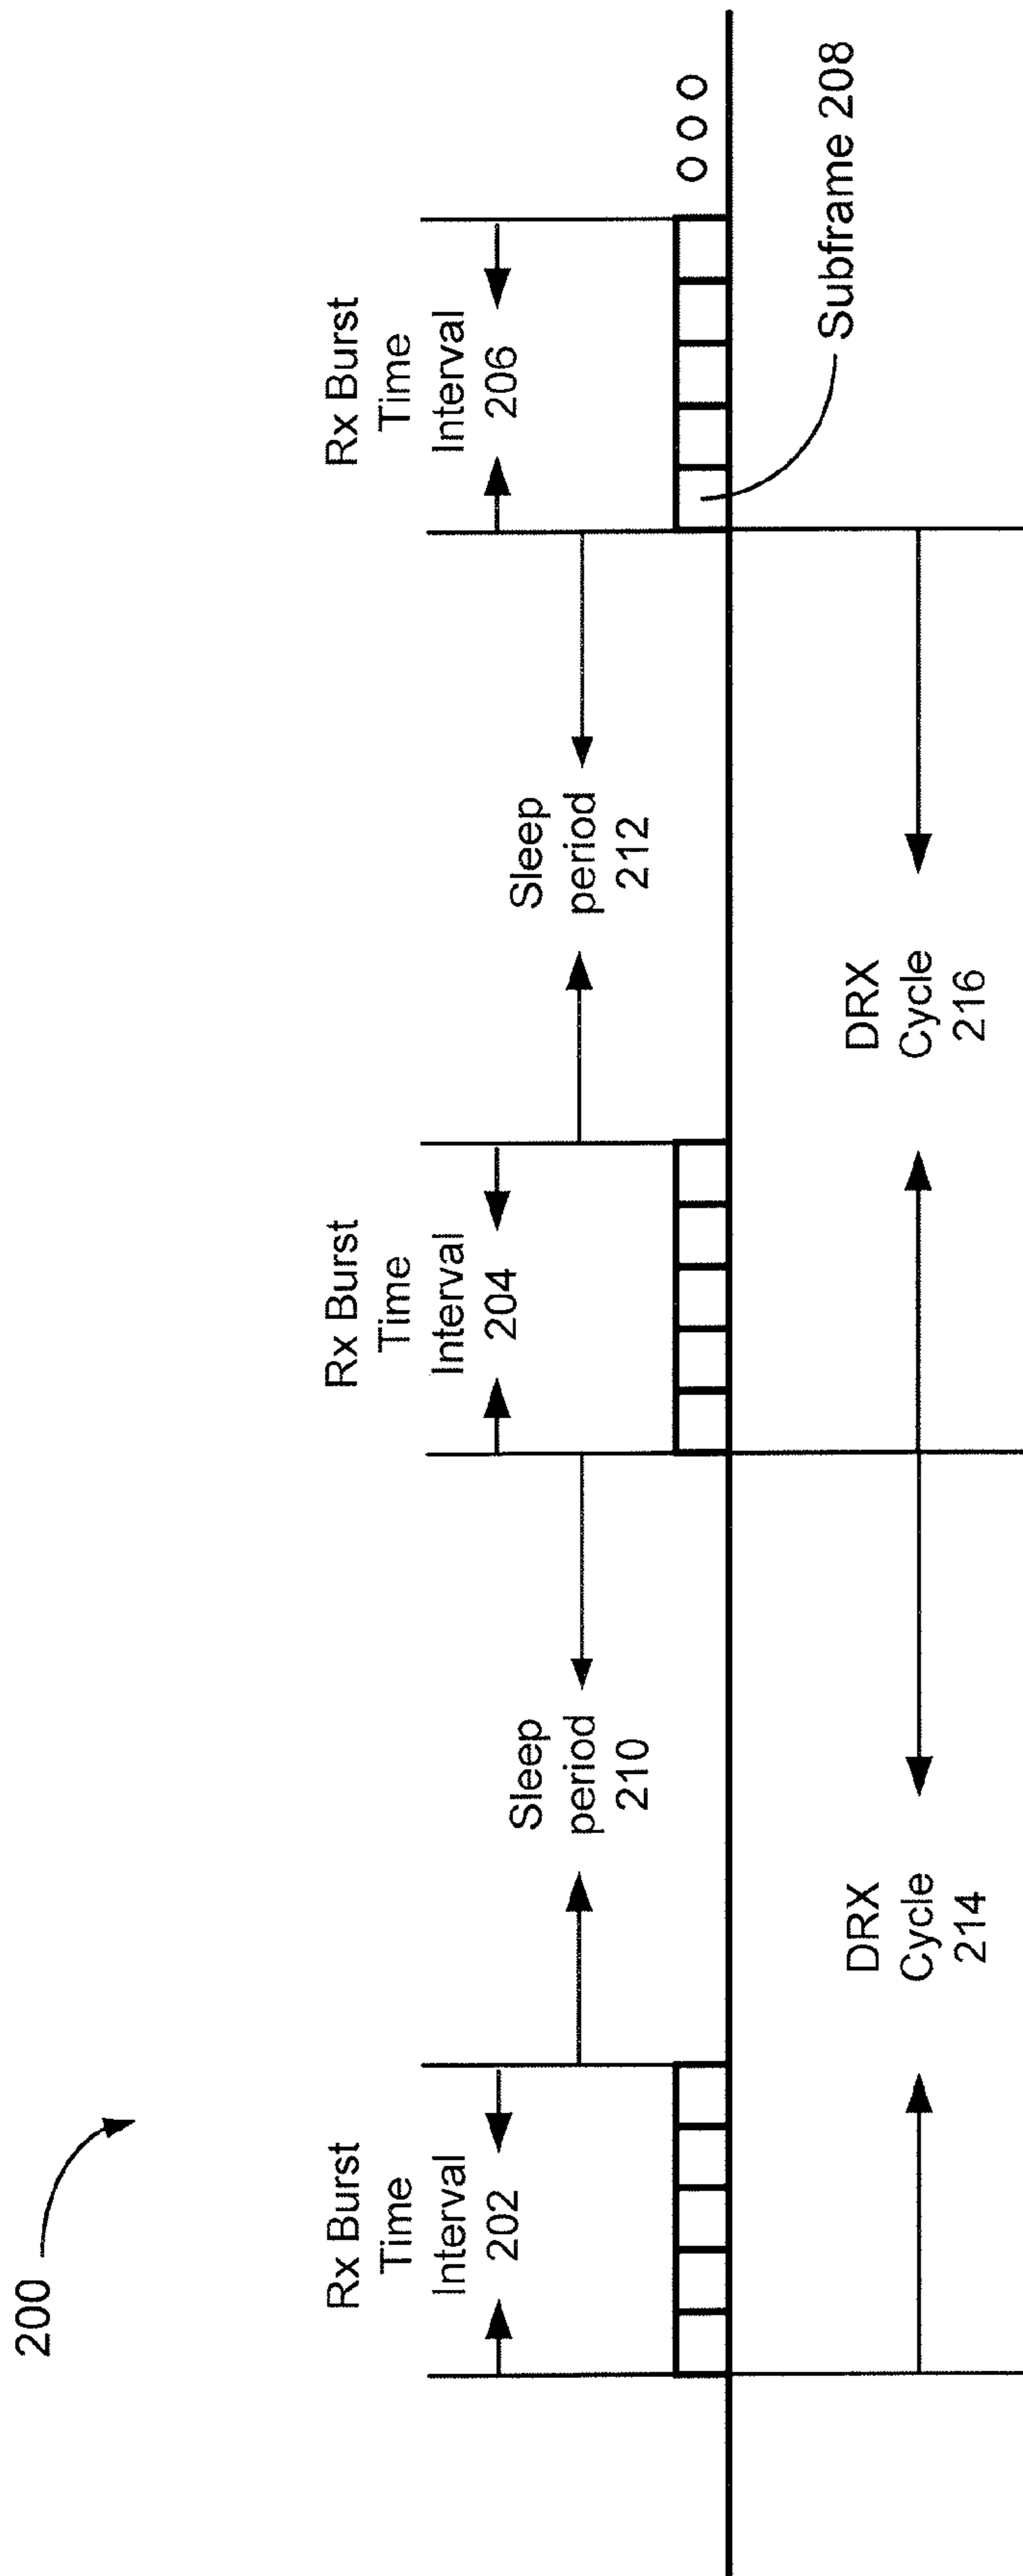 200
Rx Burst
Time
Interval
202
Rx Burst
Time
Interval
204
Rx Burst
Time
Interval
206
Sleep
period
210
Sleep
period
212
ooo
Subframe 208
DRX
Cycle
214
DRX
Cycle
216